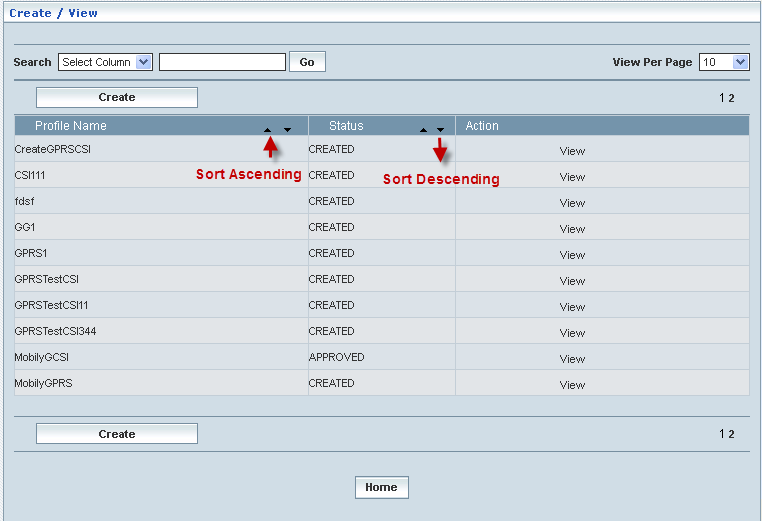 Create / View
Search Select Column Go View Per Page 10
Create 1 2
Profile Name Status Action
CreateGPRSCSI CREATED View
Sort Ascending Sort Descending
CSI111 CREATED View
fdsf CREATED View
GG1 CREATED View
GPRS1 CREATED View
GPRSTestCSI CREATED View
GPRSTestCSI11 CREATED View
GPRSTestCSI344 CREATED View
MobilyGCSI APPROVED View
MobilyGPRS CREATED View
Create 1 2
Home